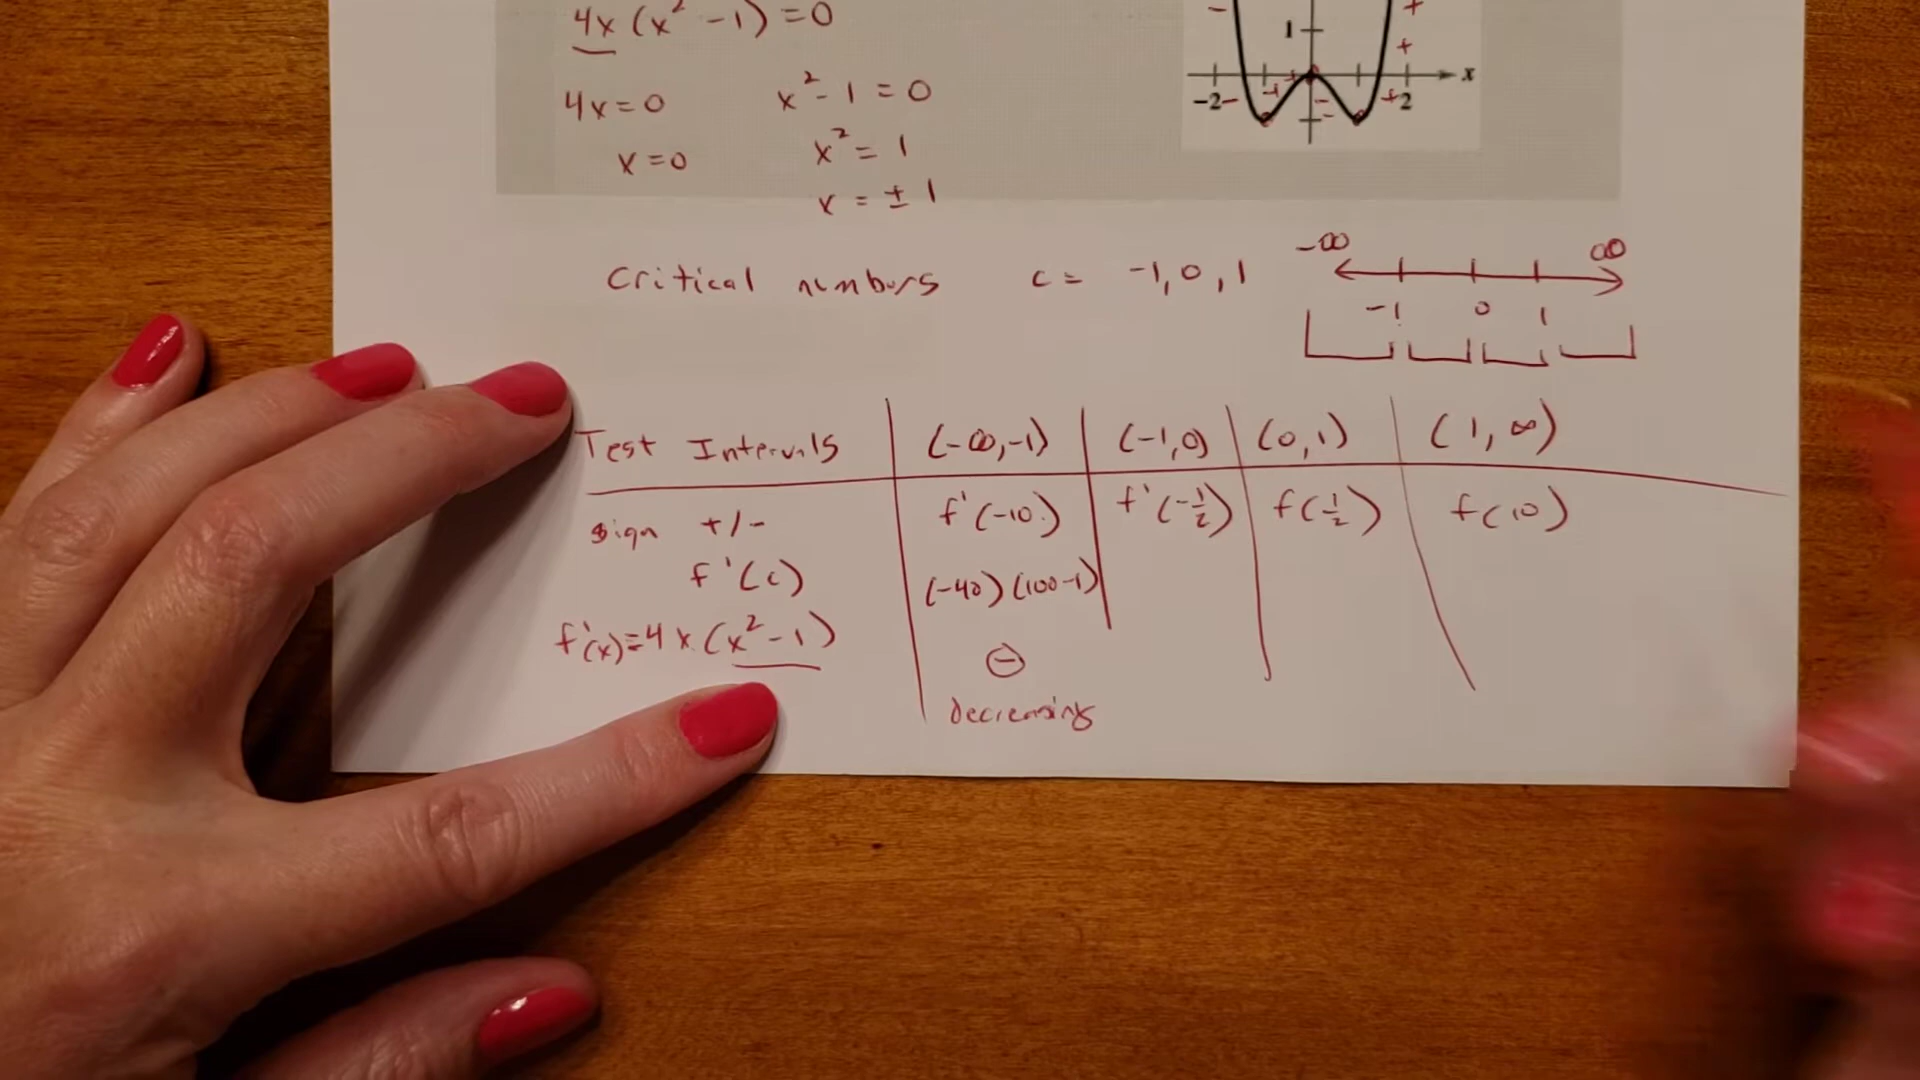 4x (x² - 1) = 0
4x = 0
x² - 1 = 0
x = 0
x² = 1
x = ± 1
1
x
-2
2
Critical numbers c = -1, 0, 1
-∞ ∞
-1 0 1
Test Intervals (-∞, -1) (-1, 0) (0, 1) (1, ∞)
sign +/- f'(-10) f'(-½) f(½) f(10)
f'(c) (-40)(100-1)
f'(x) = 4x (x² - 1)
-
decreasing